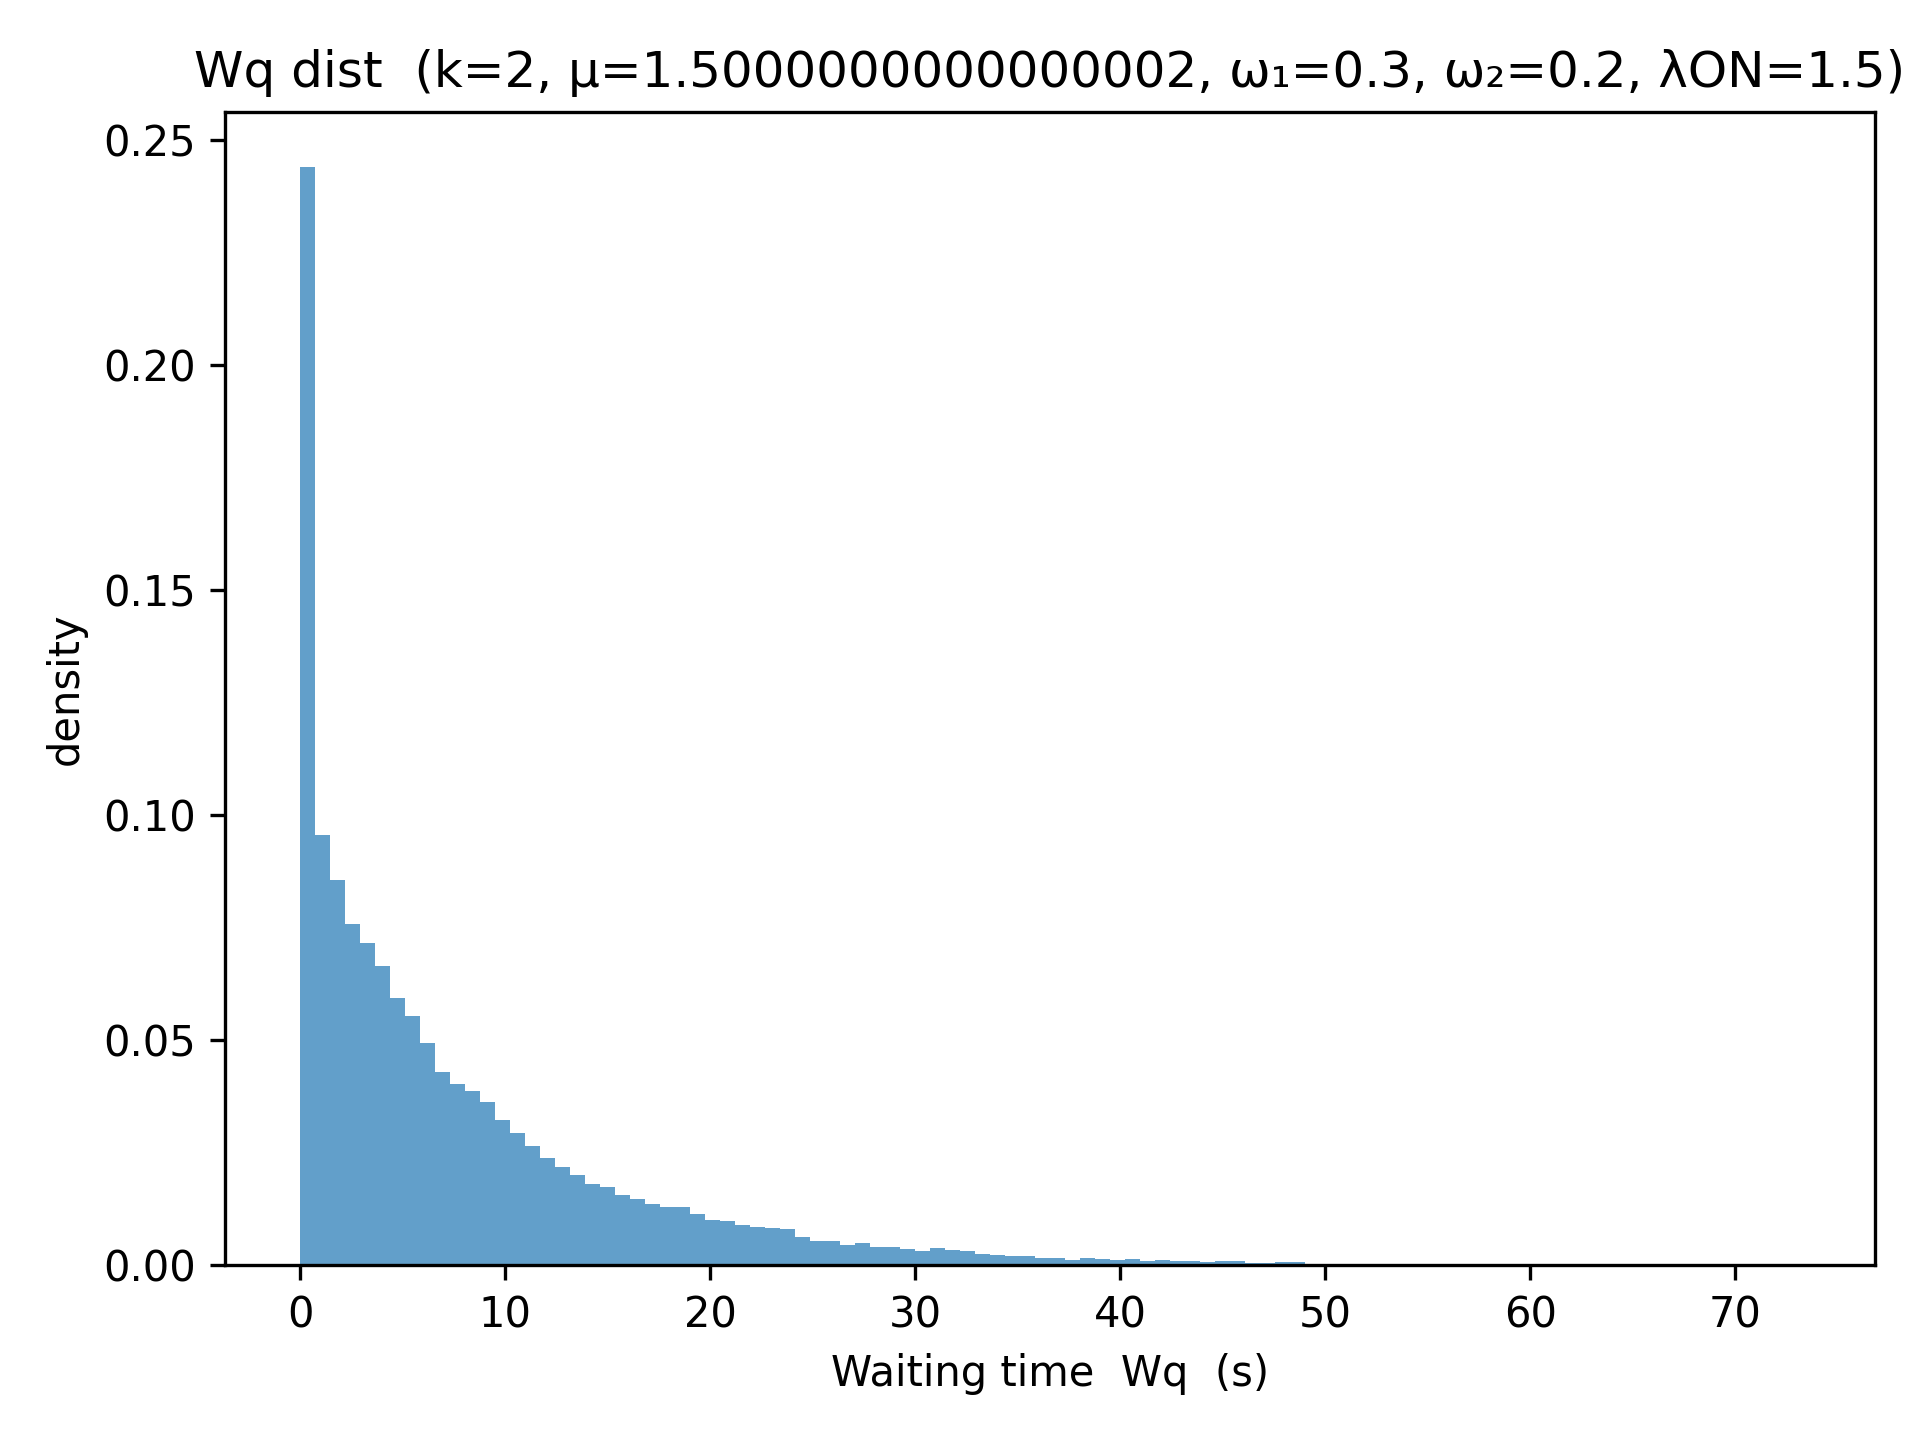 Wq dist  (k=2, μ=1.5000000000000002, ω₁=0.3, ω₂=0.2, λON=1.5)
0.25
0.20
0.15
0.10
0.05
0.00
density
0 10 20 30 40 50 60 70
Waiting time  Wq  (s)